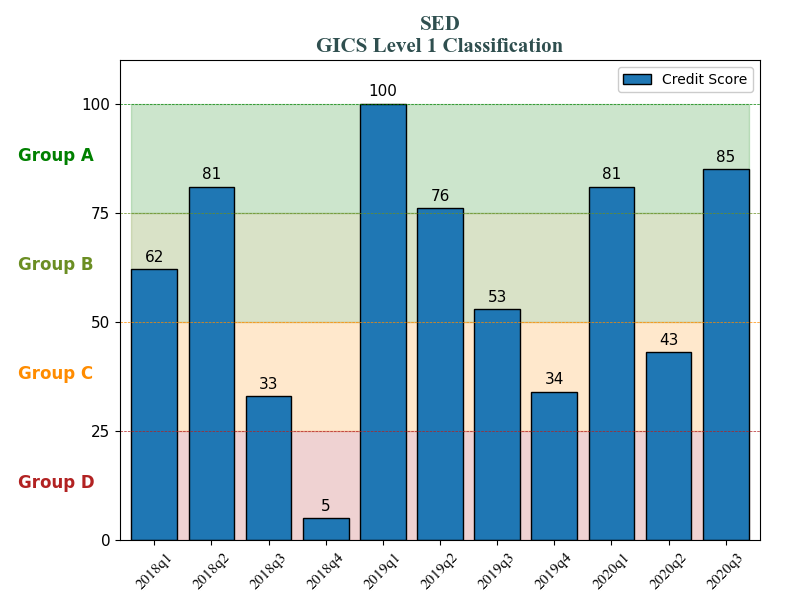 SED
GICS Level 1 Classification
Credit Score
100
75
50
25
0
Group A
Group B
Group C
Group D
62
81
33
5
100
76
53
34
81
43
85
2018q1
2018q2
2018q3
2018q4
2019q1
2019q2
2019q3
2019q4
2020q1
2020q2
2020q3